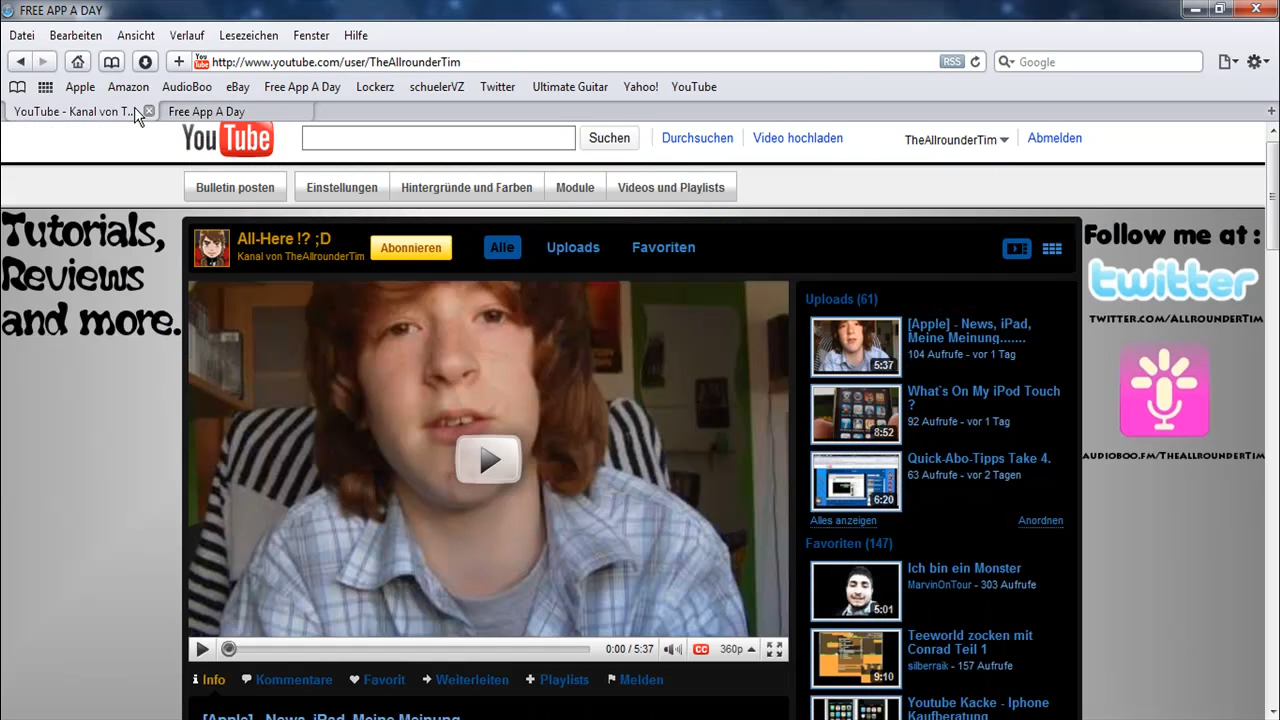 FREE APP A DAY
Datei Bearbeiten Ansicht Verlauf Lesezeichen Fenster Hilfe
http://www.youtube.com/user/TheAllrounderTim RSS Google
Apple Amazon AudioBoo eBay Free App A Day Lockerz schuelerVZ Twitter Ultimate Guitar Yahoo! YouTube
YouTube - Kanal von T... Free App A Day
YouTube Suchen Durchsuchen Video hochladen TheAllrounderTim Abmelden
Bulletin posten Einstellungen Hintergründe und Farben Module Videos und Playlists
Tutorials,
Reviews
and more.
All-Here !? ;D
Kanal von TheAllrounderTim
Abonnieren Alle Uploads Favoriten
Follow me at :
twitter
TWITTER.COM/ALLROUNDERTIM
AUDIOBOO.FM/THEALLROUNDERTIM
Uploads (61)
[Apple] - News, iPad,
Meine Meinung.......
104 Aufrufe - vor 1 Tag
5:37
What`s On My iPod Touch
?
92 Aufrufe - vor 1 Tag
8:52
Quick-Abo-Tipps Take 4.
63 Aufrufe - vor 2 Tagen
6:20
Alles anzeigen Anordnen
Favoriten (147)
Ich bin ein Monster
MarvinOnTour - 303 Aufrufe
5:01
Teeworld zocken mit
Conrad Teil 1
silberraik - 157 Aufrufe
9:10
Youtube Kacke - Iphone
Kaufberatung
0:00 / 5:37 CC 360p
Info Kommentare Favorit Weiterleiten Playlists Melden
[Apple] - News, iPad, Meine Meinung